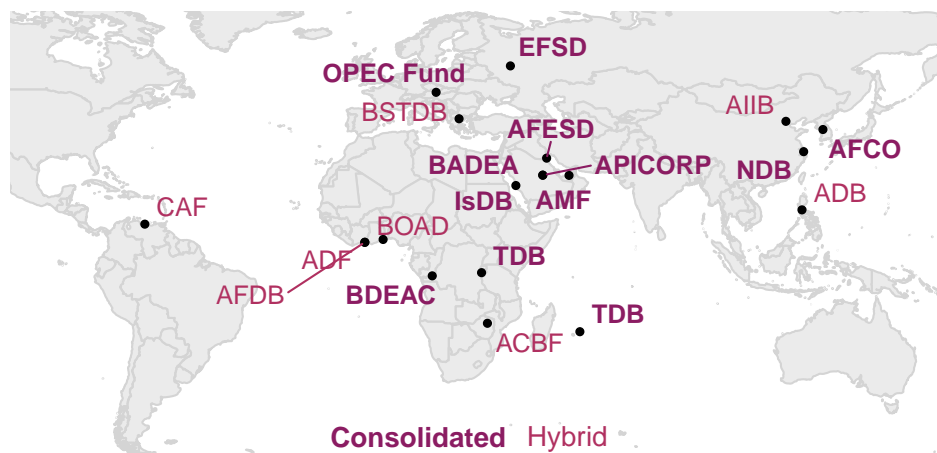 EFSD
OPEC Fund
BSTDB
AIIB
AFESD
AFCO
BADEA
APICORP
NDB
IsDB
AMF
ADB
CAF
BOAD
ADF
TDB
AFDB
BDEAC
TDB
ACBF
Consolidated Hybrid